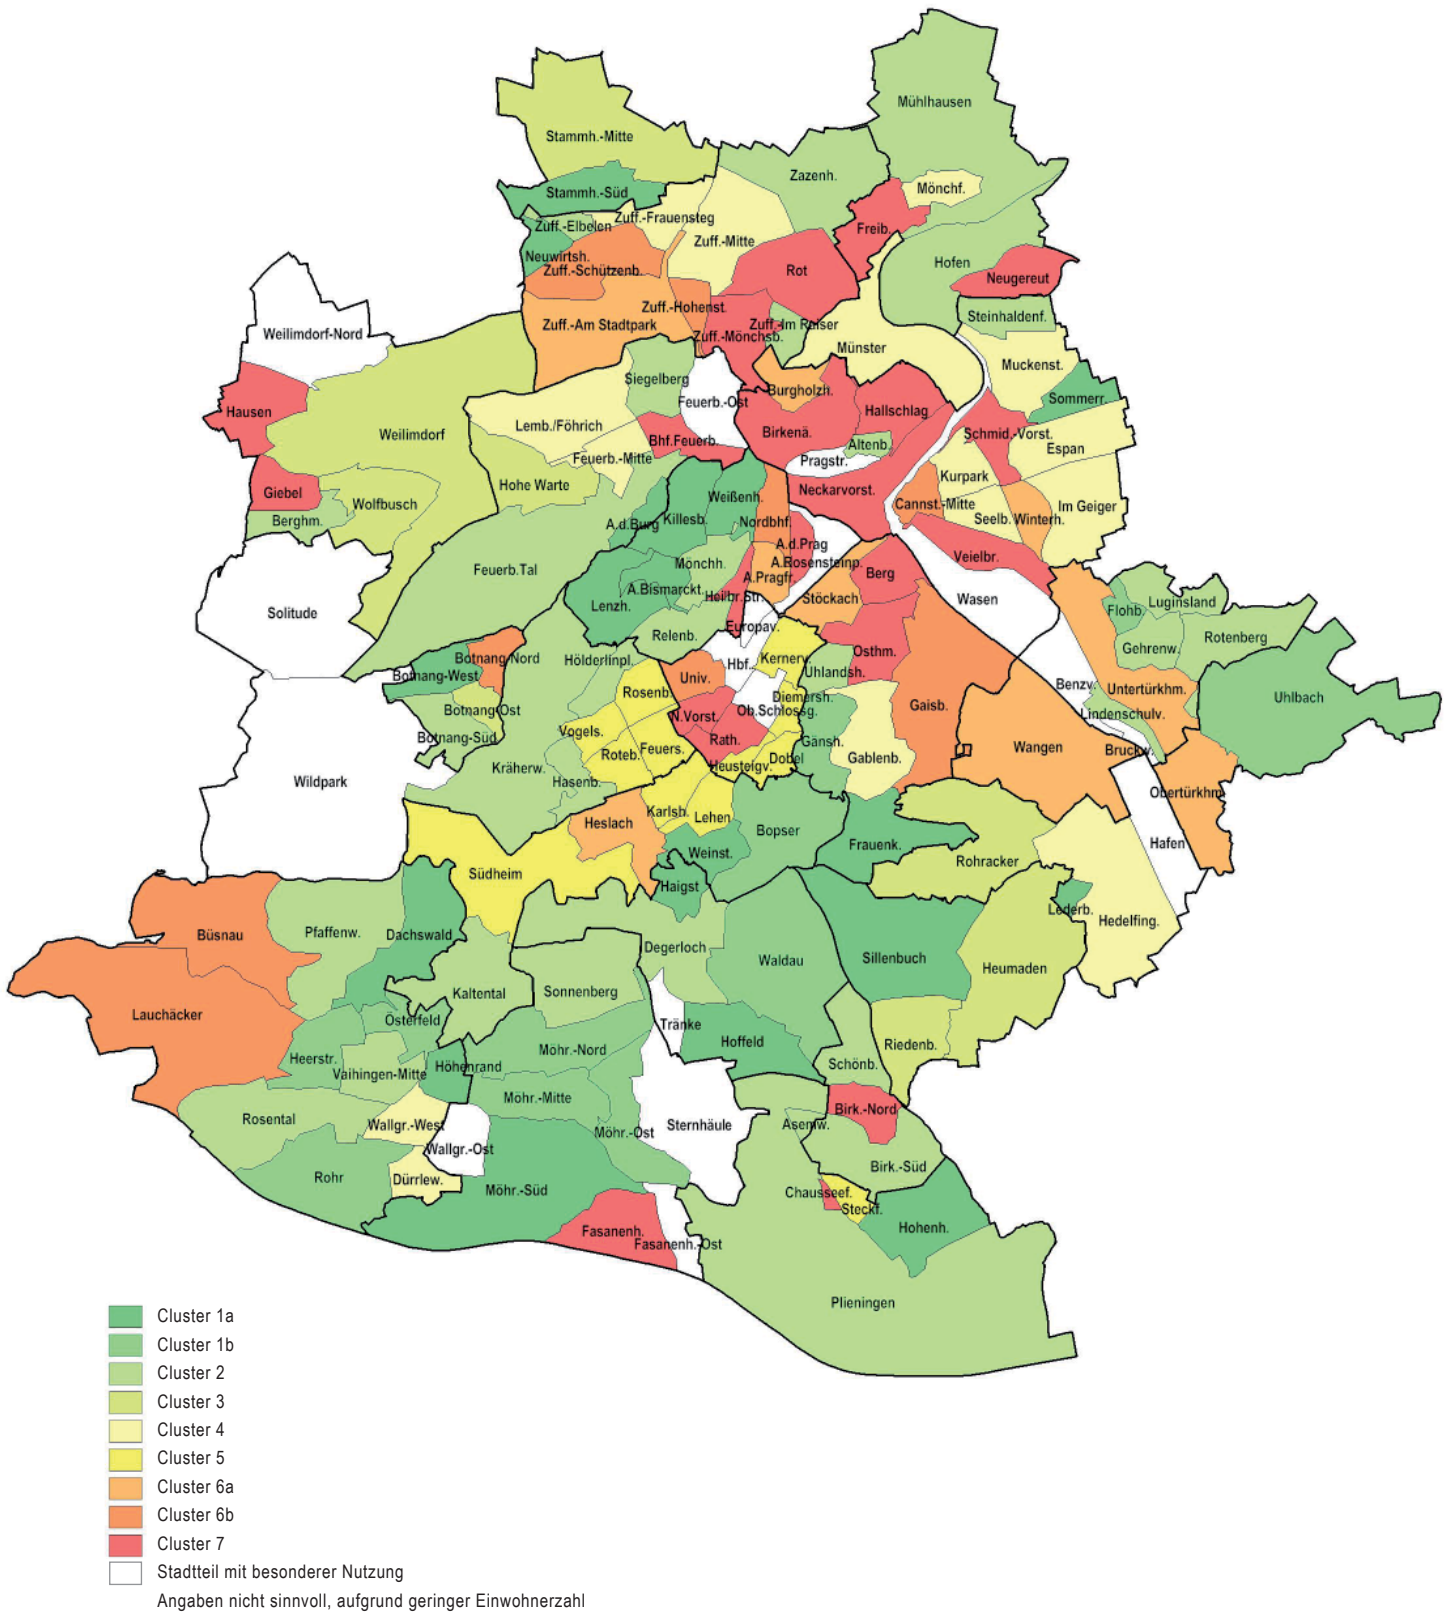 Mühlhausen
Stammh.-Mitte
Zazenh.
Mönchf.
Stammh.-Süd
Zuff.-Frauensteg
Zuff.-Elbelen
Freib.
Zuff.-Mitte
Neuwirtsh.
Hofen
Zuff.-Schützenb.
Rot
Neugereut
Zuff.-Hohenst.
Steinhaldenf.
Zuff.-Am Stadtpark
Weilimdorf-Nord
Zuff.-Mönchsb.
Münster
Muckenst.
Siegelberg
Burgholzh.
Sommerr.
Feuerb.-Ost
Hausen
Hallschlag
Lemb./Föhrich
Birkenä.
Weilimdorf
Bhf.Feuerb.
Schmid.-Vorst.
Altenb.
Espan
Feuerb.-Mitte
Pragstr.
Kurpark
Hohe Warte
Giebel
Neckarvorst.
Weißenh.
Wolfbusch
Cannst.-Mitte
Im Geiger
Berghm.
A.d.Burg
Killesb.
Nordbhf.
Seelb.
Winterh.
A.d.Prag
Veielbr.
A.Rosensteinp.
Mönchh.
Feuerb.Tal
A.Pragfr.
Berg
A.Bismarckt.
Heilbr.Str.
Stöckach
Wasen
Lenzh.
Luginsland
Flohb.
Solitude
Europav.
Relenb.
Rotenberg
Gehrenw.
Osthm.
Botnang-Nord
Hölderlinpl.
Hbf.
Kernerv.
Uhlandsh.
Botnang-West
Univ.
Benzv.
Untertürkhm.
Rosenb.
Diemersh.
Uhlbach
Gaisb.
Botnang-Ost
N.Vorst.
Ob.Schlossg.
Lindenschulv.
Vogels.
Rath.
Gänsh.
Botnang-Süd
Feuers.
Wangen
Bruckw.
Roteb.
Gablenb.
Dobel
Heusteigv.
Kräherw.
Hasenb.
Wildpark
Obertürkhm.
Karlsh.
Lehen
Heslach
Bopser
Hafen
Frauenk.
Weinst.
Rohracker
Südheim
Haigst
Lederb.
Hedelfing.
Büsnau
Pfaffenw.
Dachswald
Degerloch
Waldau
Sillenbuch
Heumaden
Kaltental
Sonnenberg
Lauchäcker
Österfeld
Tränke
Hoffeld
Riedenb.
Möhr.-Nord
Heerstr.
Höhenrand
Schönb.
Vaihingen-Mitte
Möhr.-Mitte
Birk.-Nord
Rosental
Wallgr.-West
Sternhäule
Asemw.
Möhr.-Ost
Wallgr.-Ost
Birk.-Süd
Rohr
Dürrlew.
Möhr.-Süd
Chausseef.
Steckf.
Hohenh.
Fasanenh.
Fasanenh.-Ost
Plieningen
Cluster 1a
Cluster 1b
Cluster 2
Cluster 3
Cluster 4
Cluster 5
Cluster 6a
Cluster 6b
Cluster 7
Stadtteil mit besonderer Nutzung
Angaben nicht sinnvoll, aufgrund geringer Einwohnerzahl